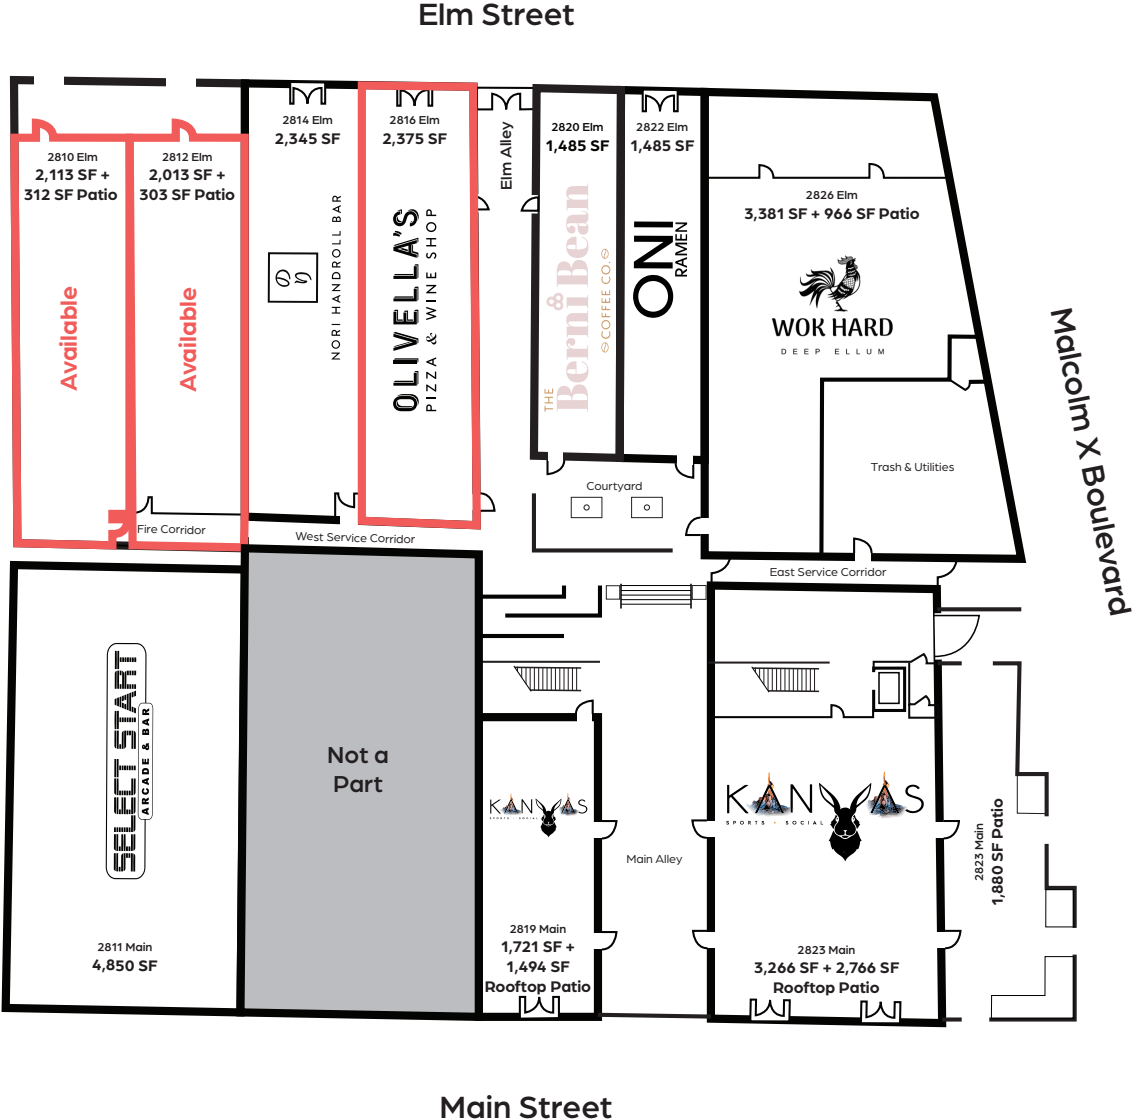 Elm Street
2810 Elm
2,113 SF +
312 SF Patio
Available
2812 Elm
2,013 SF +
303 SF Patio
Available
2814 Elm
2,345 SF
NORI HANDROLL BAR
2816 Elm
2,375 SF
OLIVELLA'S
PIZZA & WINE SHOP
Elm Alley
2820 Elm
1,485 SF
THE
Berni Bean
COFFEE CO.
2822 Elm
1,485 SF
ONI
RAMEN
2826 Elm
3,381 SF + 966 SF Patio
WOK HARD
DEEP ELLUM
Trash & Utilities
Malcolm X Boulevard
Courtyard
Fire Corridor
West Service Corridor
East Service Corridor
SELECT START
ARCADE & BAR
2811 Main
4,850 SF
Not a
Part
KANVAS
SPORTS + SOCIAL
2819 Main
1,721 SF +
1,494 SF
Rooftop Patio
Main Alley
KANVAS
SPORTS + SOCIAL
2823 Main
3,266 SF + 2,766 SF
Rooftop Patio
2823 Main
1,880 SF Patio
Main Street